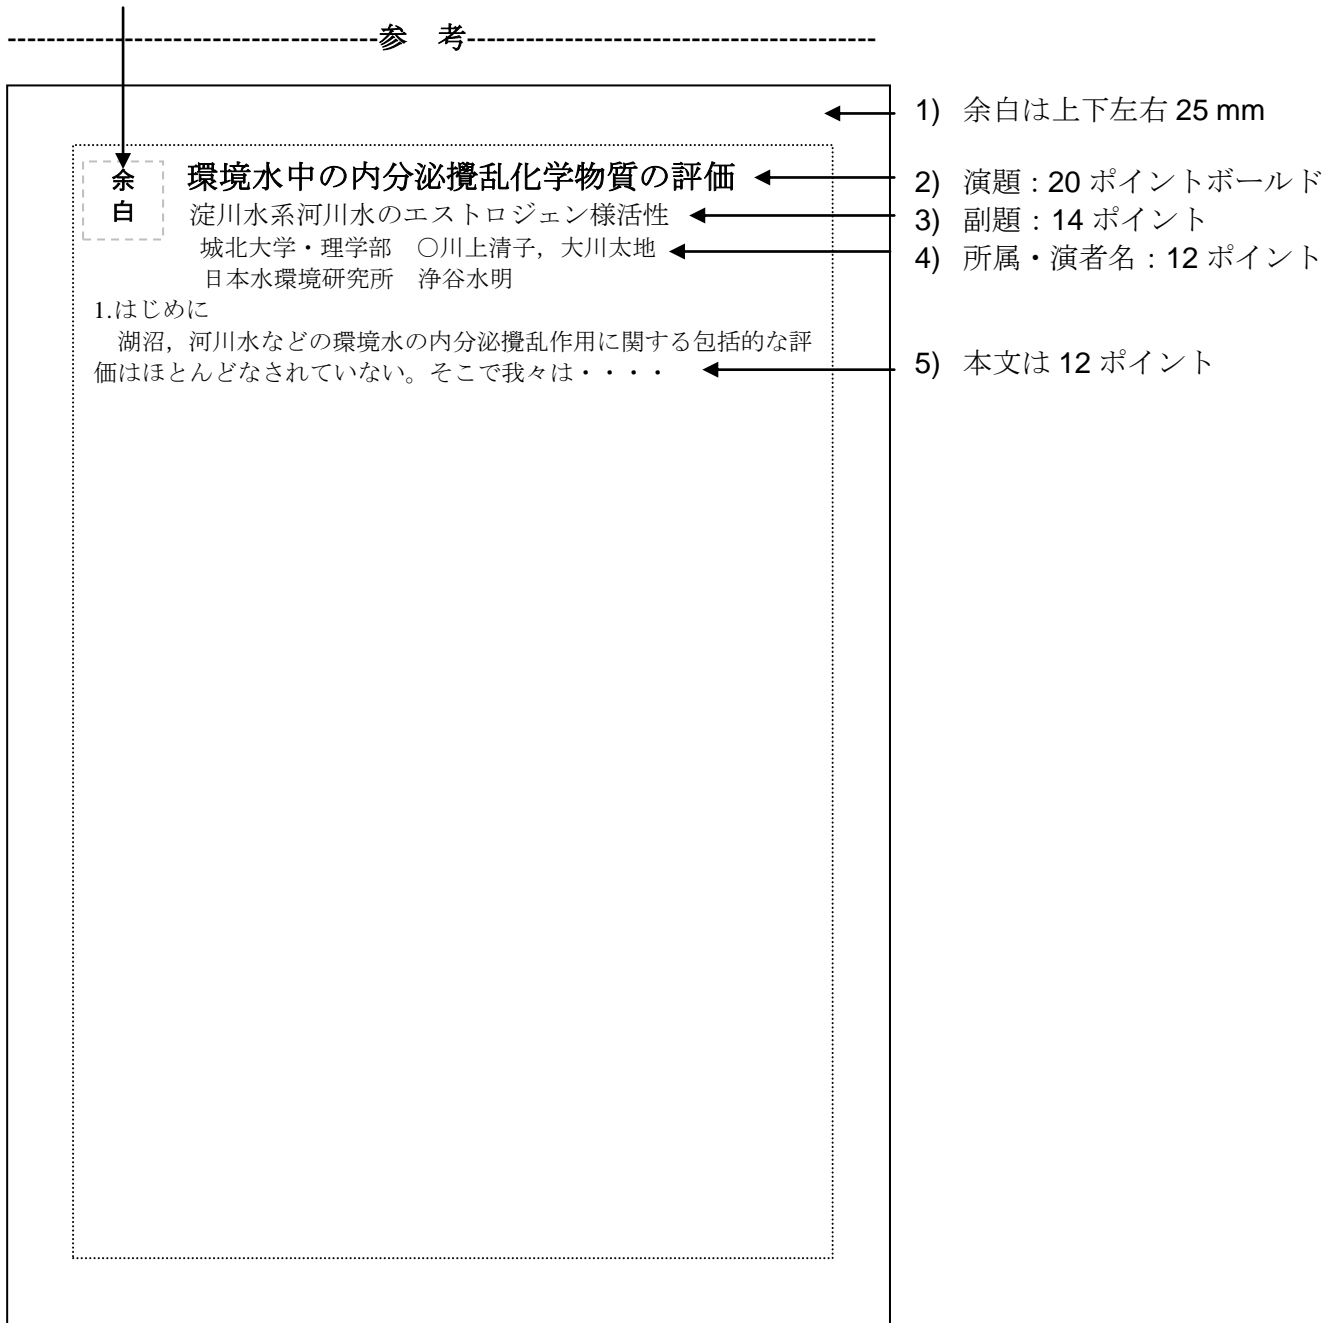 --------------------------------------参　考------------------------------------------
1) 余白は上下左右 25 mm
余
白
環境水中の内分泌攪乱化学物質の評価
2) 演題：20 ポイントボールド
淀川水系河川水のエストロジェン様活性
3) 副題：14 ポイント
城北大学・理学部　○川上清子，大川太地
4) 所属・演者名：12 ポイント
日本水環境研究所　浄谷水明
1.はじめに
　湖沼，河川水などの環境水の内分泌攪乱作用に関する包括的な評
価はほとんどなされていない。そこで我々は・・・・
5) 本文は 12 ポイント